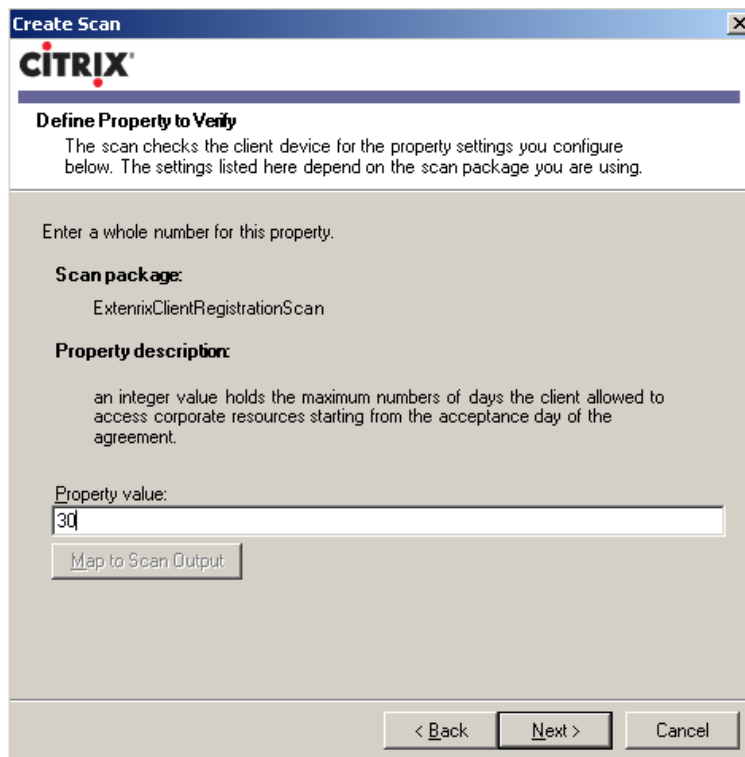 Create Scan
CiTRIX
Define Property to Verify
The scan checks the client device for the property settings you configure
below. The settings listed here depend on the scan package you are using.
Enter a whole number for this property.
Scan package:
ExtenrixClientRegistrationScan
Property description:
an integer value holds the maximum numbers of days the client allowed to
access corporate resources starting from the acceptance day of the
agreement.
Property value:
30
Map to Scan Output
< Back Next > Cancel